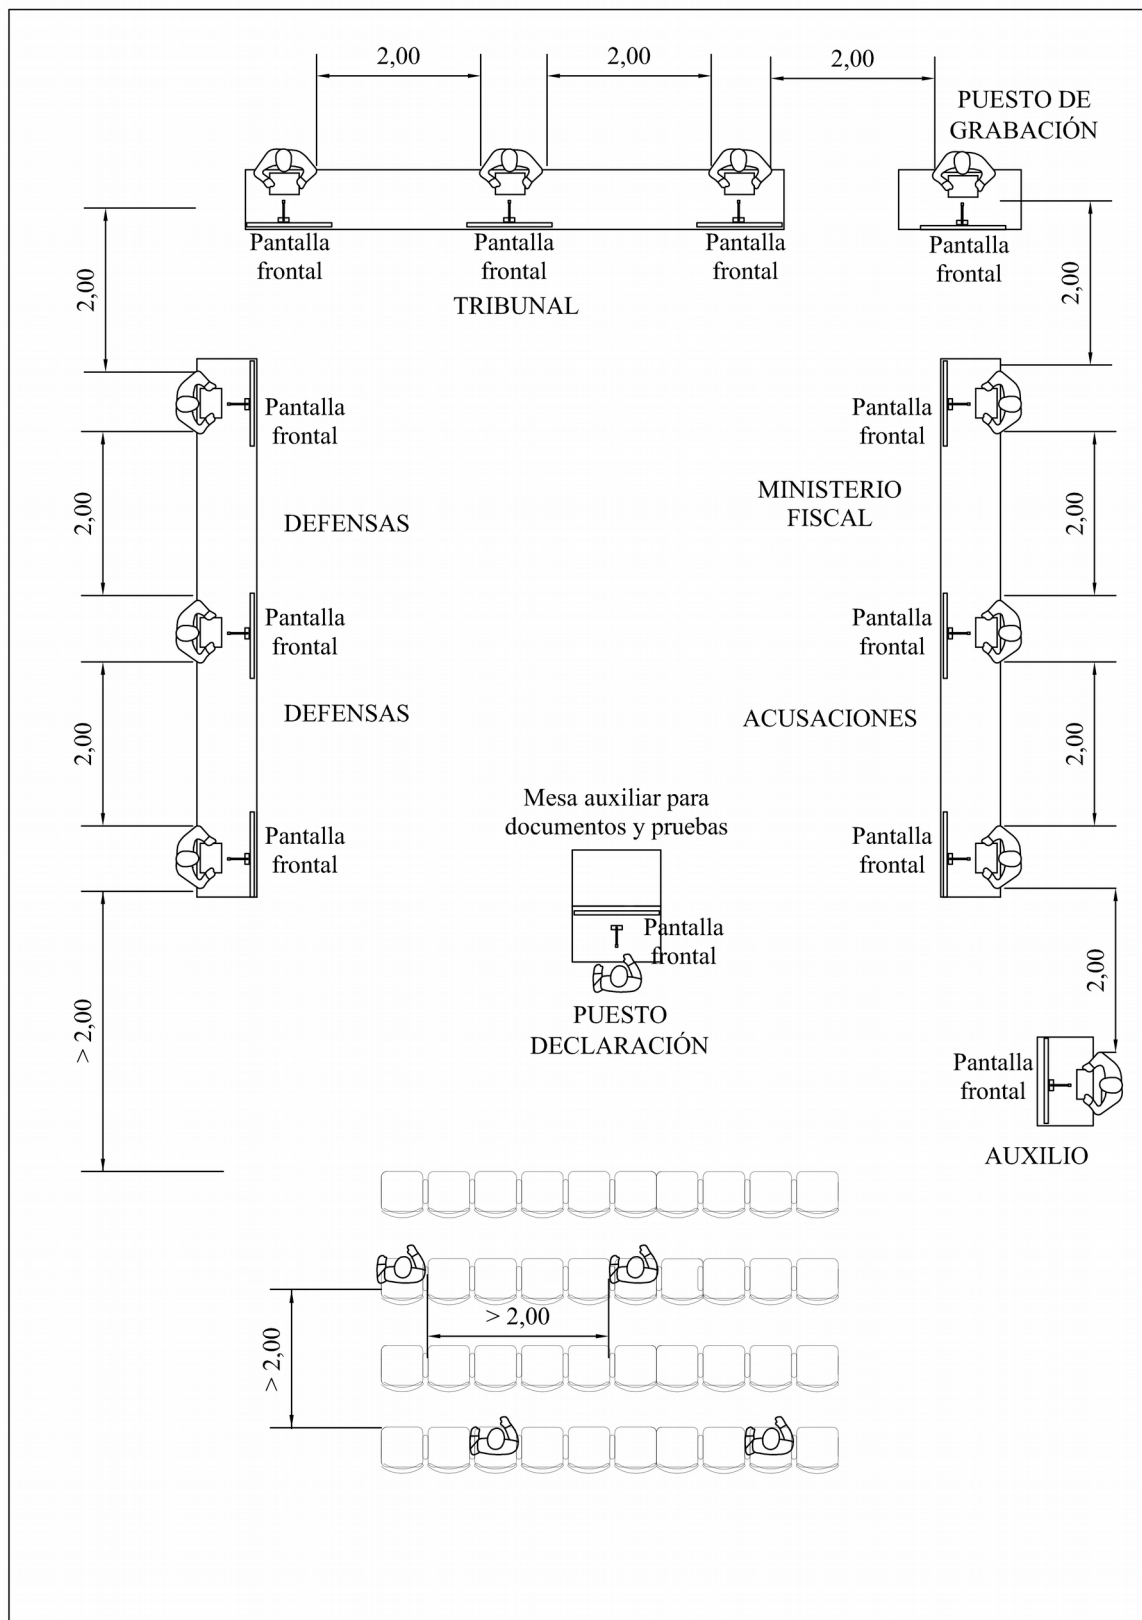 2,00
2,00
2,00
PUESTO DE
GRABACIÓN
Pantalla
frontal
Pantalla
frontal
Pantalla
frontal
Pantalla
frontal
TRIBUNAL
2,00
2,00
Pantalla
frontal
Pantalla
frontal
2,00
DEFENSAS
MINISTERIO
FISCAL
2,00
Pantalla
frontal
Pantalla
frontal
2,00
DEFENSAS
ACUSACIONES
2,00
Mesa auxiliar para
documentos y pruebas
Pantalla
frontal
Pantalla
frontal
Pantalla
frontal
2,00
> 2,00
PUESTO
DECLARACIÓN
Pantalla
frontal
AUXILIO
> 2,00
> 2,00